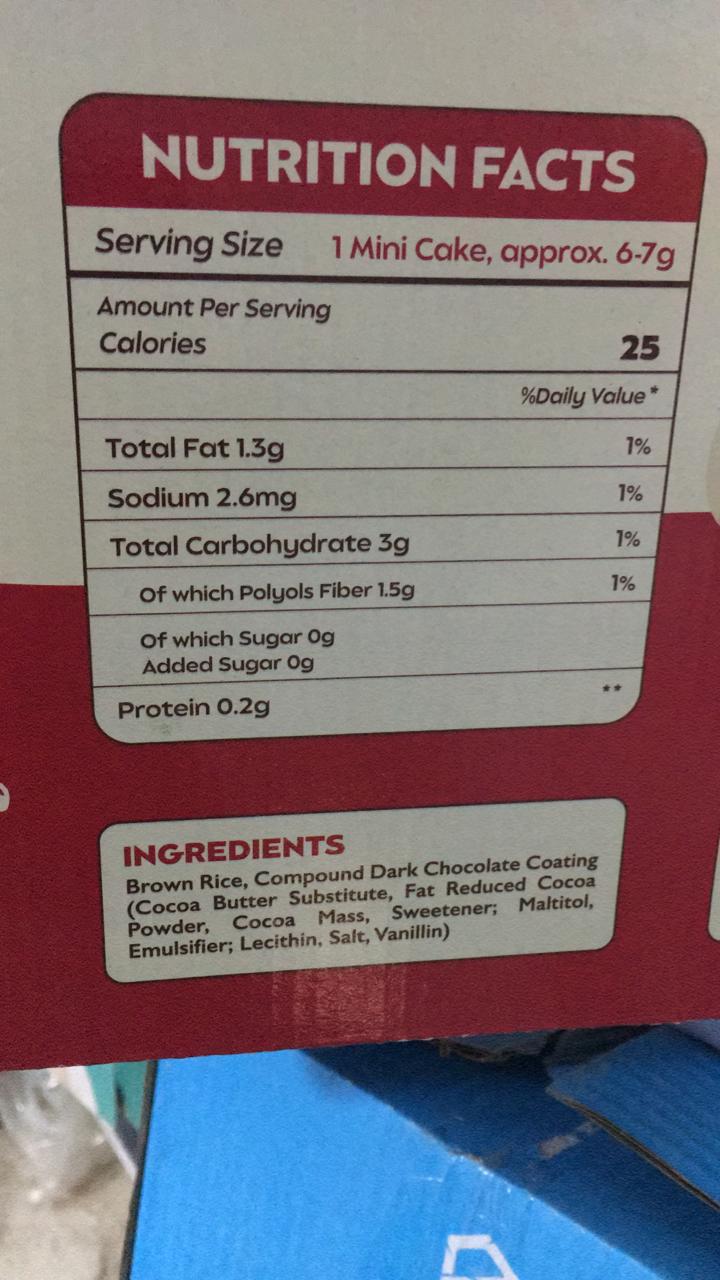 NUTRITION FACTS
Serving Size 1 Mini Cake, approx. 6-7g
Amount Per Serving
Calories 25
%Daily Value*
Total Fat 1.3g 1%
Sodium 2.6mg 1%
Total Carbohydrate 3g 1%
Of which Polyols Fiber 1.5g 1%
Of which Sugar 0g
Added Sugar 0g
Protein 0.2g **
INGREDIENTS
Brown Rice, Compound Dark Chocolate Coating
(Cocoa Butter Substitute, Fat Reduced Cocoa
Powder, Cocoa Mass, Sweetener; Maltitol,
Emulsifier; Lecithin, Salt, Vanillin)